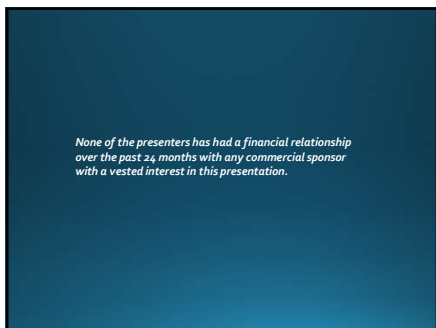 None of the presenters has had a financial relationship
over the past 24 months with any commercial sponsor
with a vested interest in this presentation.